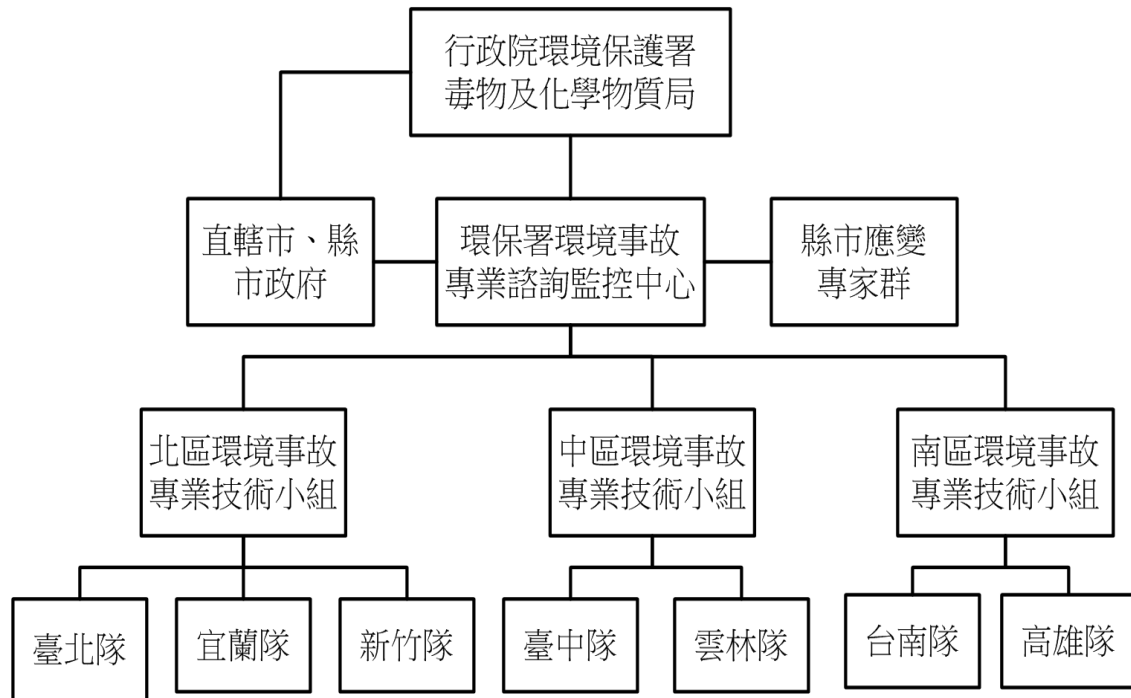 行政院環境保護署
毒物及化學物質局
直轄市、縣
市政府
環保署環境事故
專業諮詢監控中心
縣市應變
專家群
北區環境事故
專業技術小組
中區環境事故
專業技術小組
南區環境事故
專業技術小組
臺北隊
宜蘭隊
新竹隊
臺中隊
雲林隊
台南隊
高雄隊